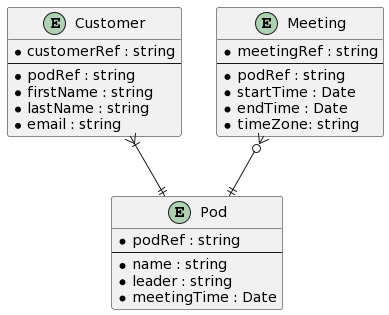 E Customer
* customerRef : string
* podRef : string
* firstName : string
* lastName : string
* email : string
E Meeting
* meetingRef : string
* podRef : string
* startTime : Date
* endTime : Date
* timeZone: string
E Pod
* podRef : string
* name : string
* leader : string
* meetingTime : Date